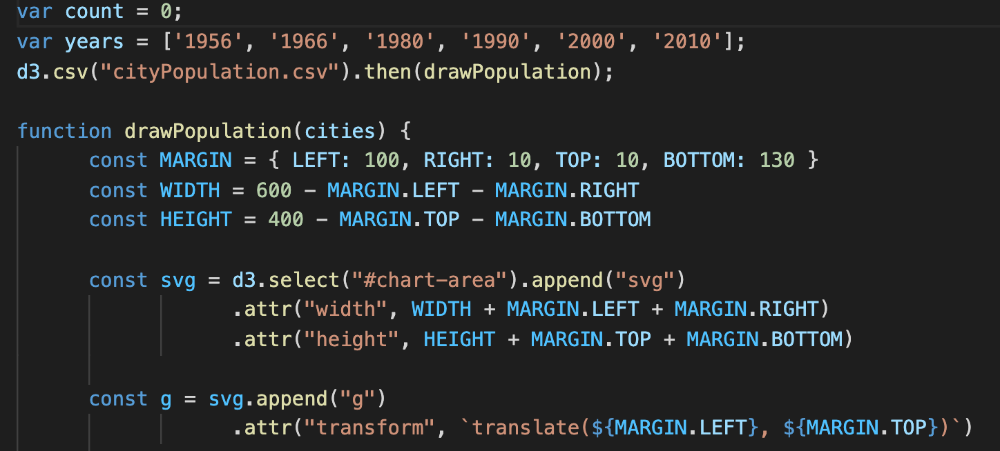 var count = 0;
var years = ['1956', '1966', '1980', '1990', '2000', '2010'];
d3.csv("cityPopulation.csv").then(drawPopulation);
function drawPopulation(cities) {
const MARGIN = { LEFT: 100, RIGHT: 10, TOP: 10, BOTTOM: 130 }
const WIDTH = 600 - MARGIN.LEFT - MARGIN.RIGHT
const HEIGHT = 400 - MARGIN.TOP - MARGIN.BOTTOM
const svg = d3.select("#chart-area").append("svg")
.attr("width", WIDTH + MARGIN.LEFT + MARGIN.RIGHT)
.attr("height", HEIGHT + MARGIN.TOP + MARGIN.BOTTOM)
const g = svg.append("g")
.attr("transform", `translate(${MARGIN.LEFT}, ${MARGIN.TOP})`)